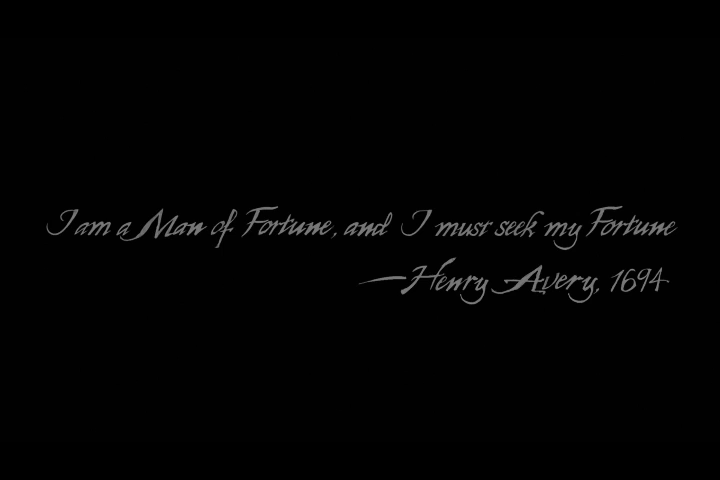 I am a Man of Fortune, and I must seek my Fortune
—Henry Avery, 1694